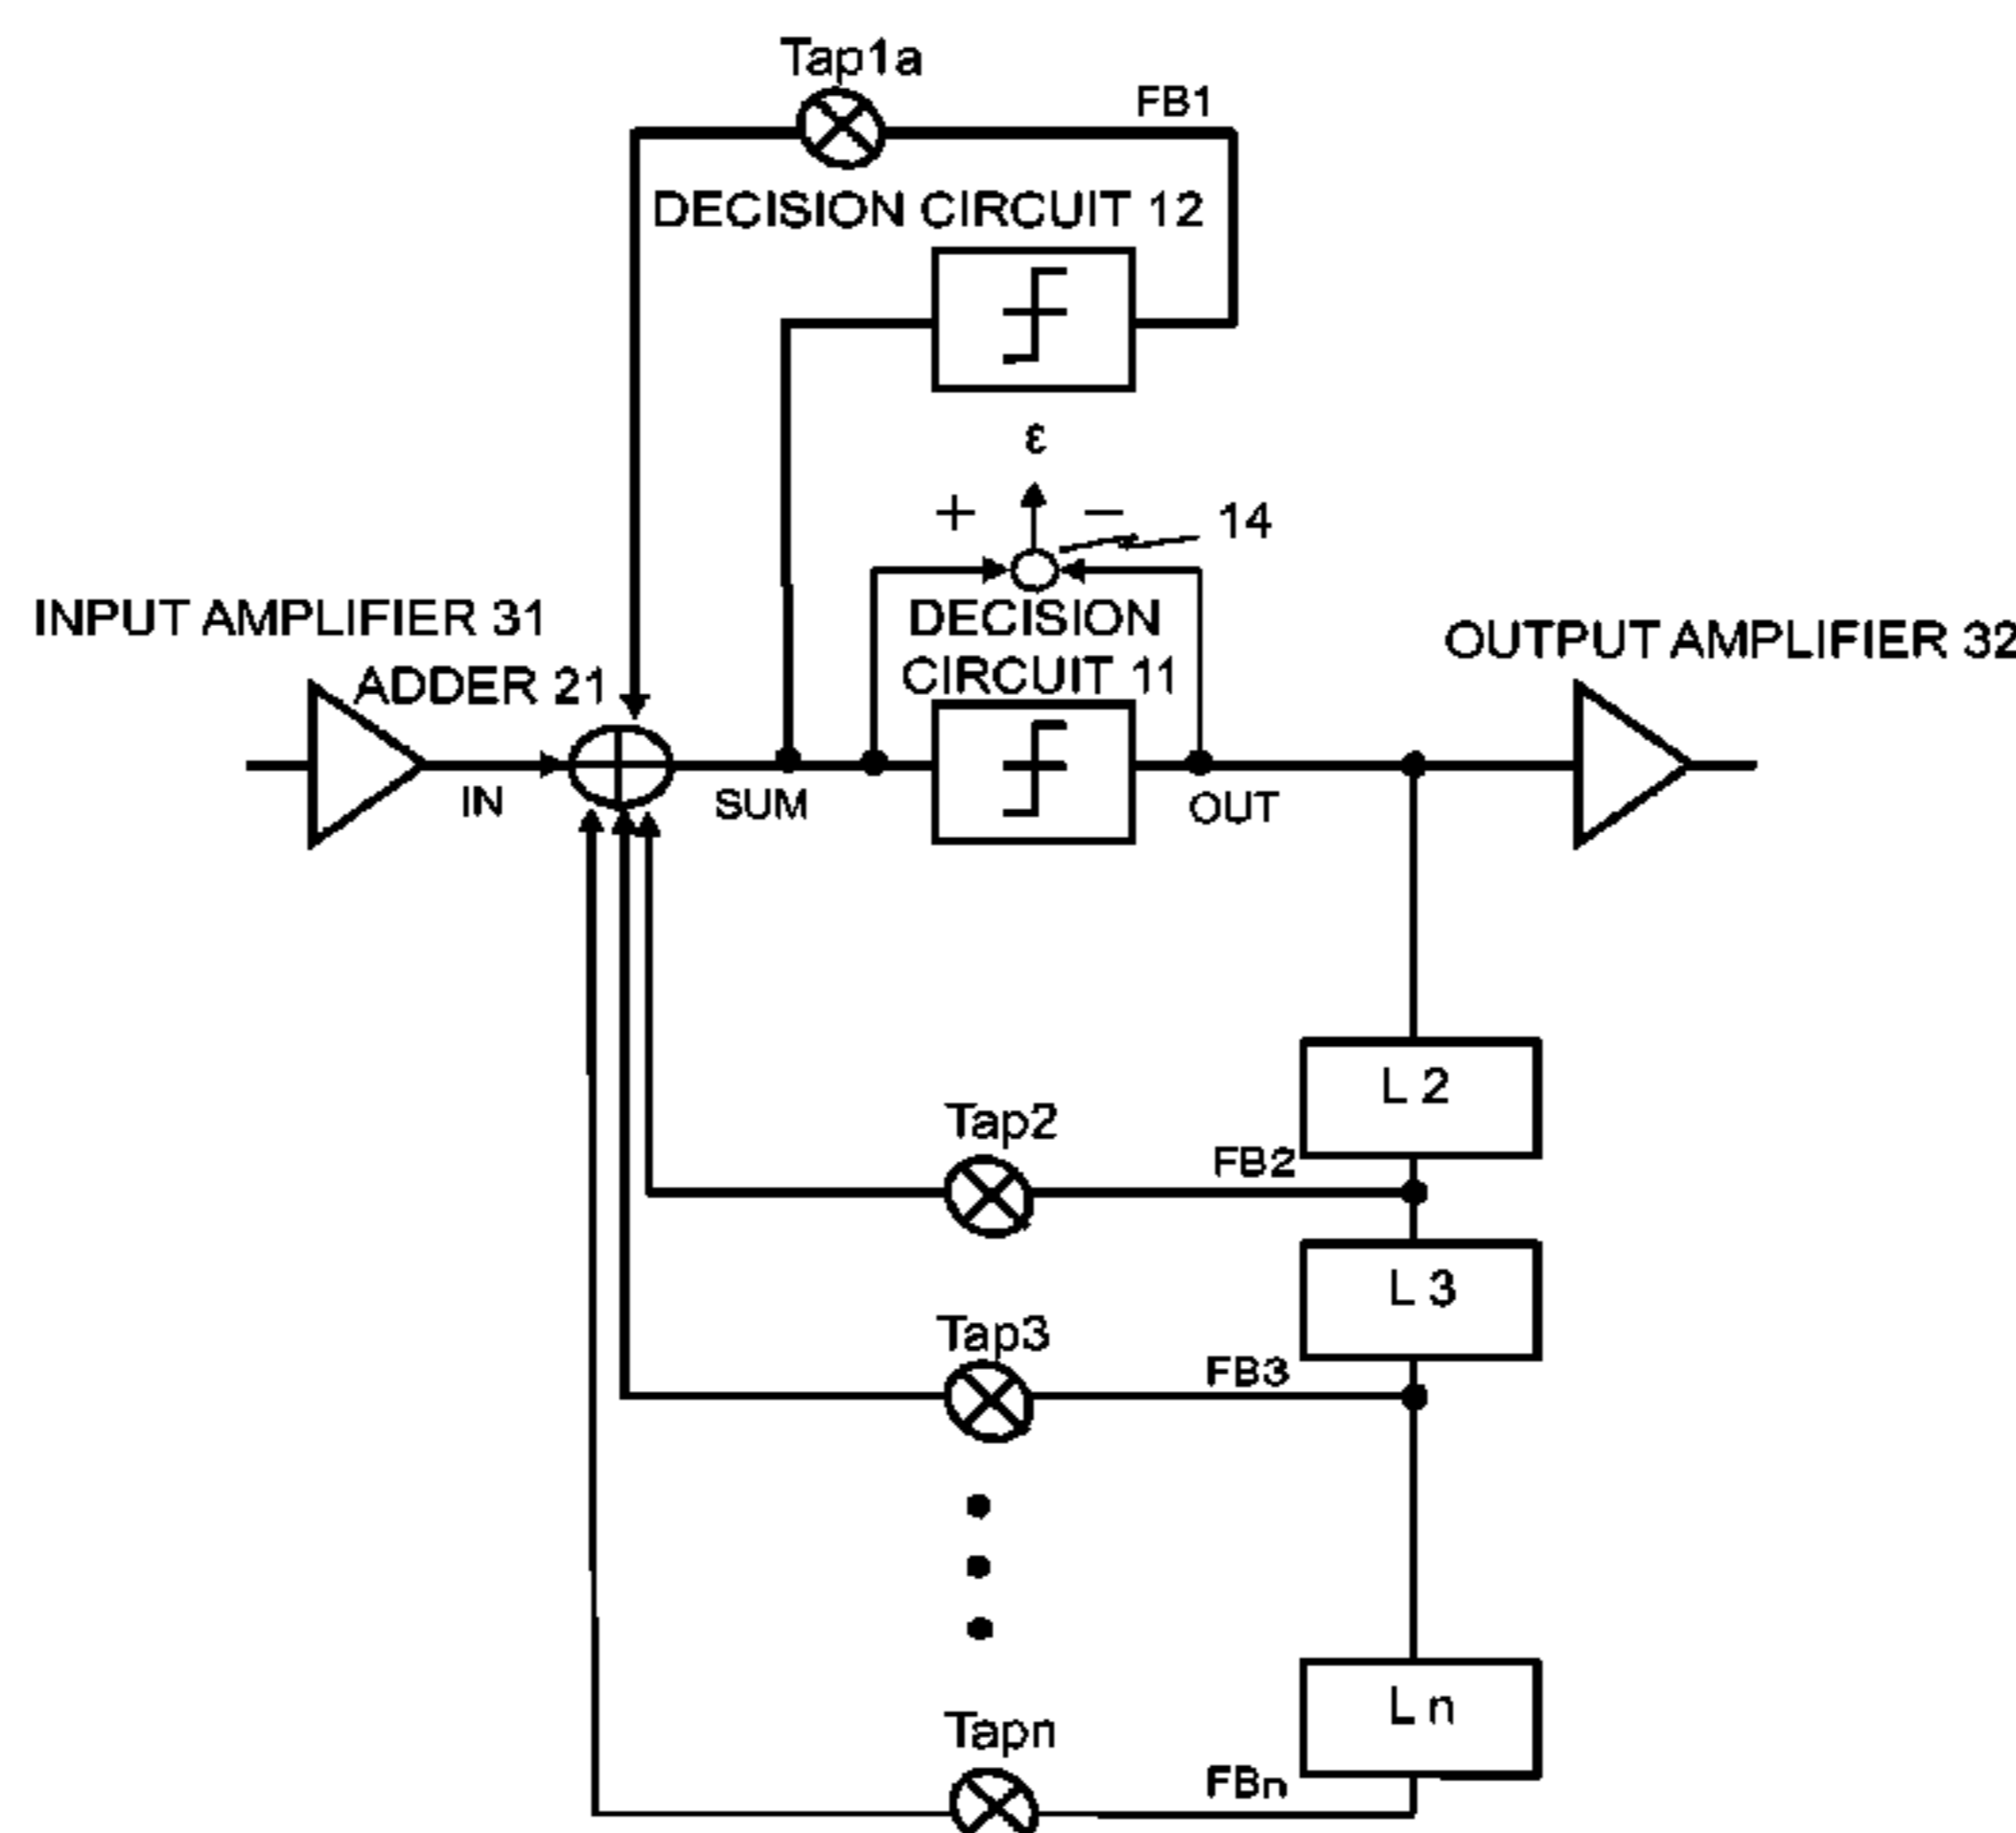 Tap1a
FB1
DECISION CIRCUIT 12
ε
+ −
14
INPUT AMPLIFIER 31
DECISION
CIRCUIT 11
OUTPUT AMPLIFIER 32
ADDER 21
IN
SUM
OUT
L 2
Tap2
FB2
L 3
Tap3
FB3
L n
Tapn
FBn